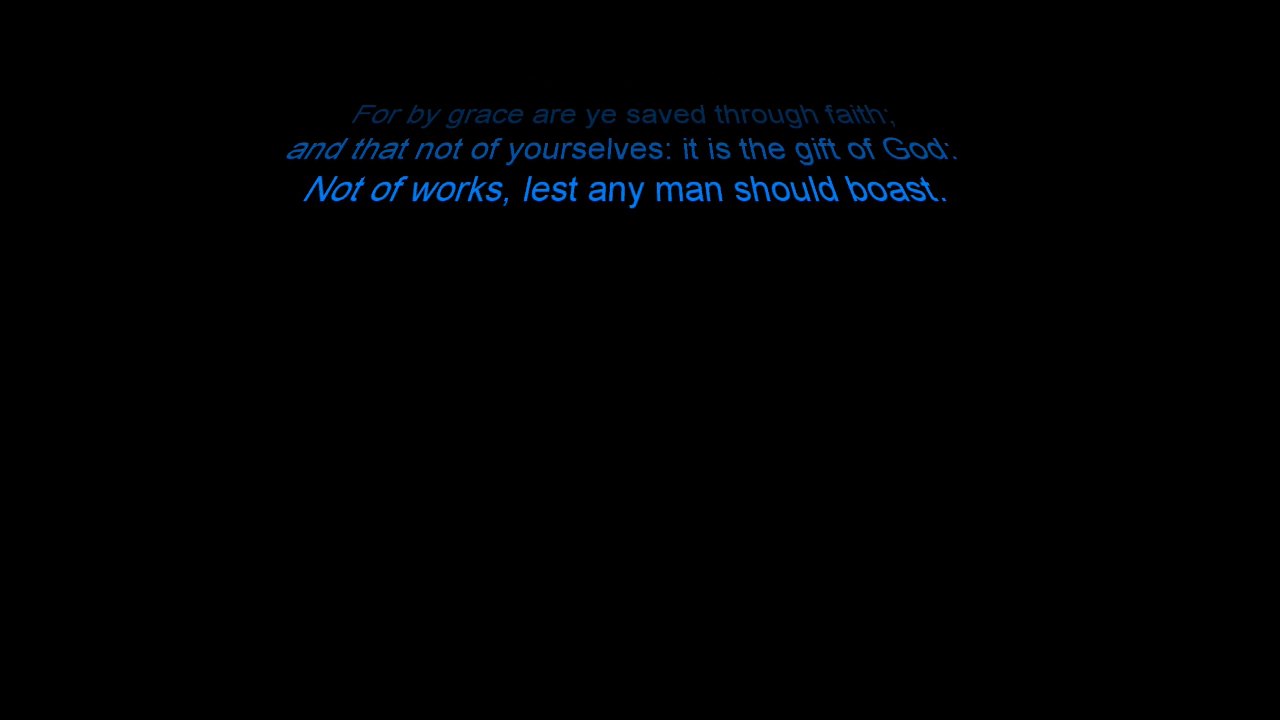 For by grace are ye saved through faith;
and that not of yourselves: it is the gift of God:
Not of works, lest any man should boast.